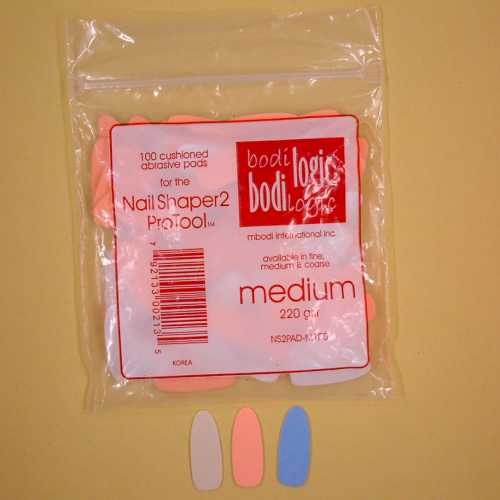 100 cushioned
abrasive pads
for the
Nail Shaper2
ProTool™
bodi
bodi logic
logic
mbodi international inc.
available in fine,
medium & coarse
medium
220 grit
KOREA